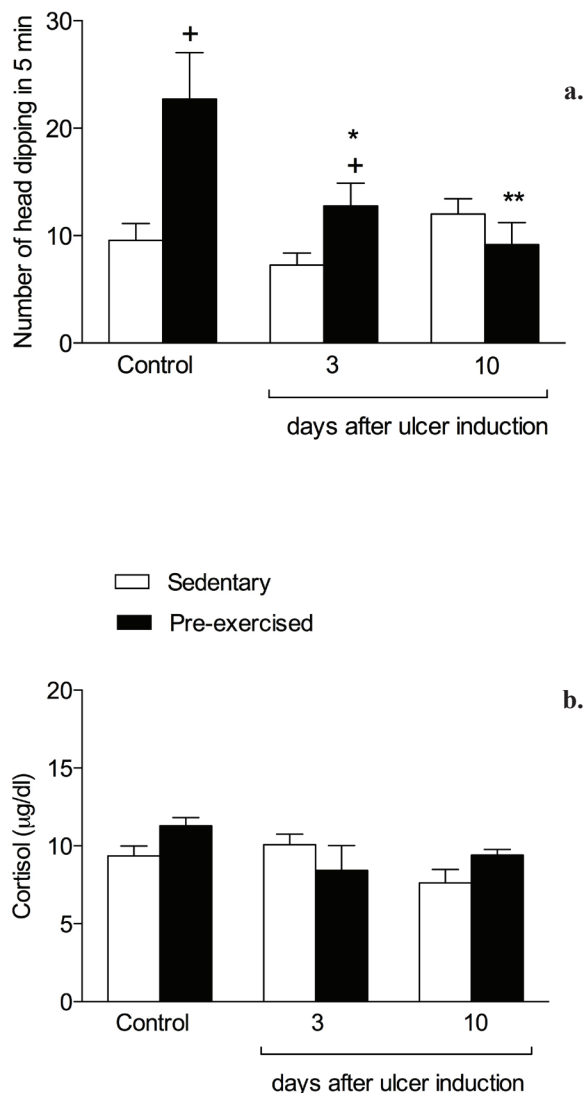 Number of head dipping in 5 min
30
20
10
0
a.
+
*
+
**
Control
3
10
days after ulcer induction
Sedentary
Pre-exercised
b.
Cortisol (µg/dl)
20
15
10
5
0
Control
3
10
days after ulcer induction